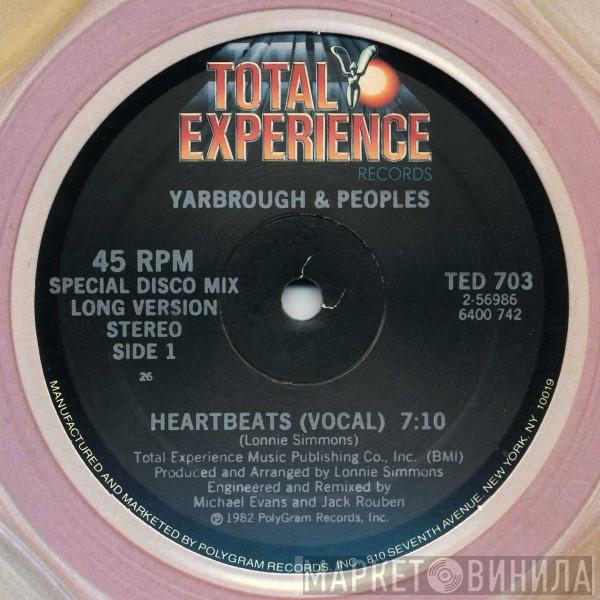 TOTAL
EXPERIENCE
RECORDS
YARBROUGH & PEOPLES
45 RPM
SPECIAL DISCO MIX
LONG VERSION
STEREO
SIDE 1
26
TED 703
2-56986
6400 742
HEARTBEATS (VOCAL) 7:10
(Lonnie Simmons)
Total Experience Music Publishing Co., Inc. (BMI)
Produced and Arranged by Lonnie Simmons
Engineered and Remixed by
Michael Evans and Jack Rouben
℗ 1982 PolyGram Records, Inc.
MANUFACTURED AND MARKETED BY POLYGRAM RECORDS, INC. 810 SEVENTH AVENUE, NEW YORK, NY 10019
МАРКЕТ ВИНИЛА